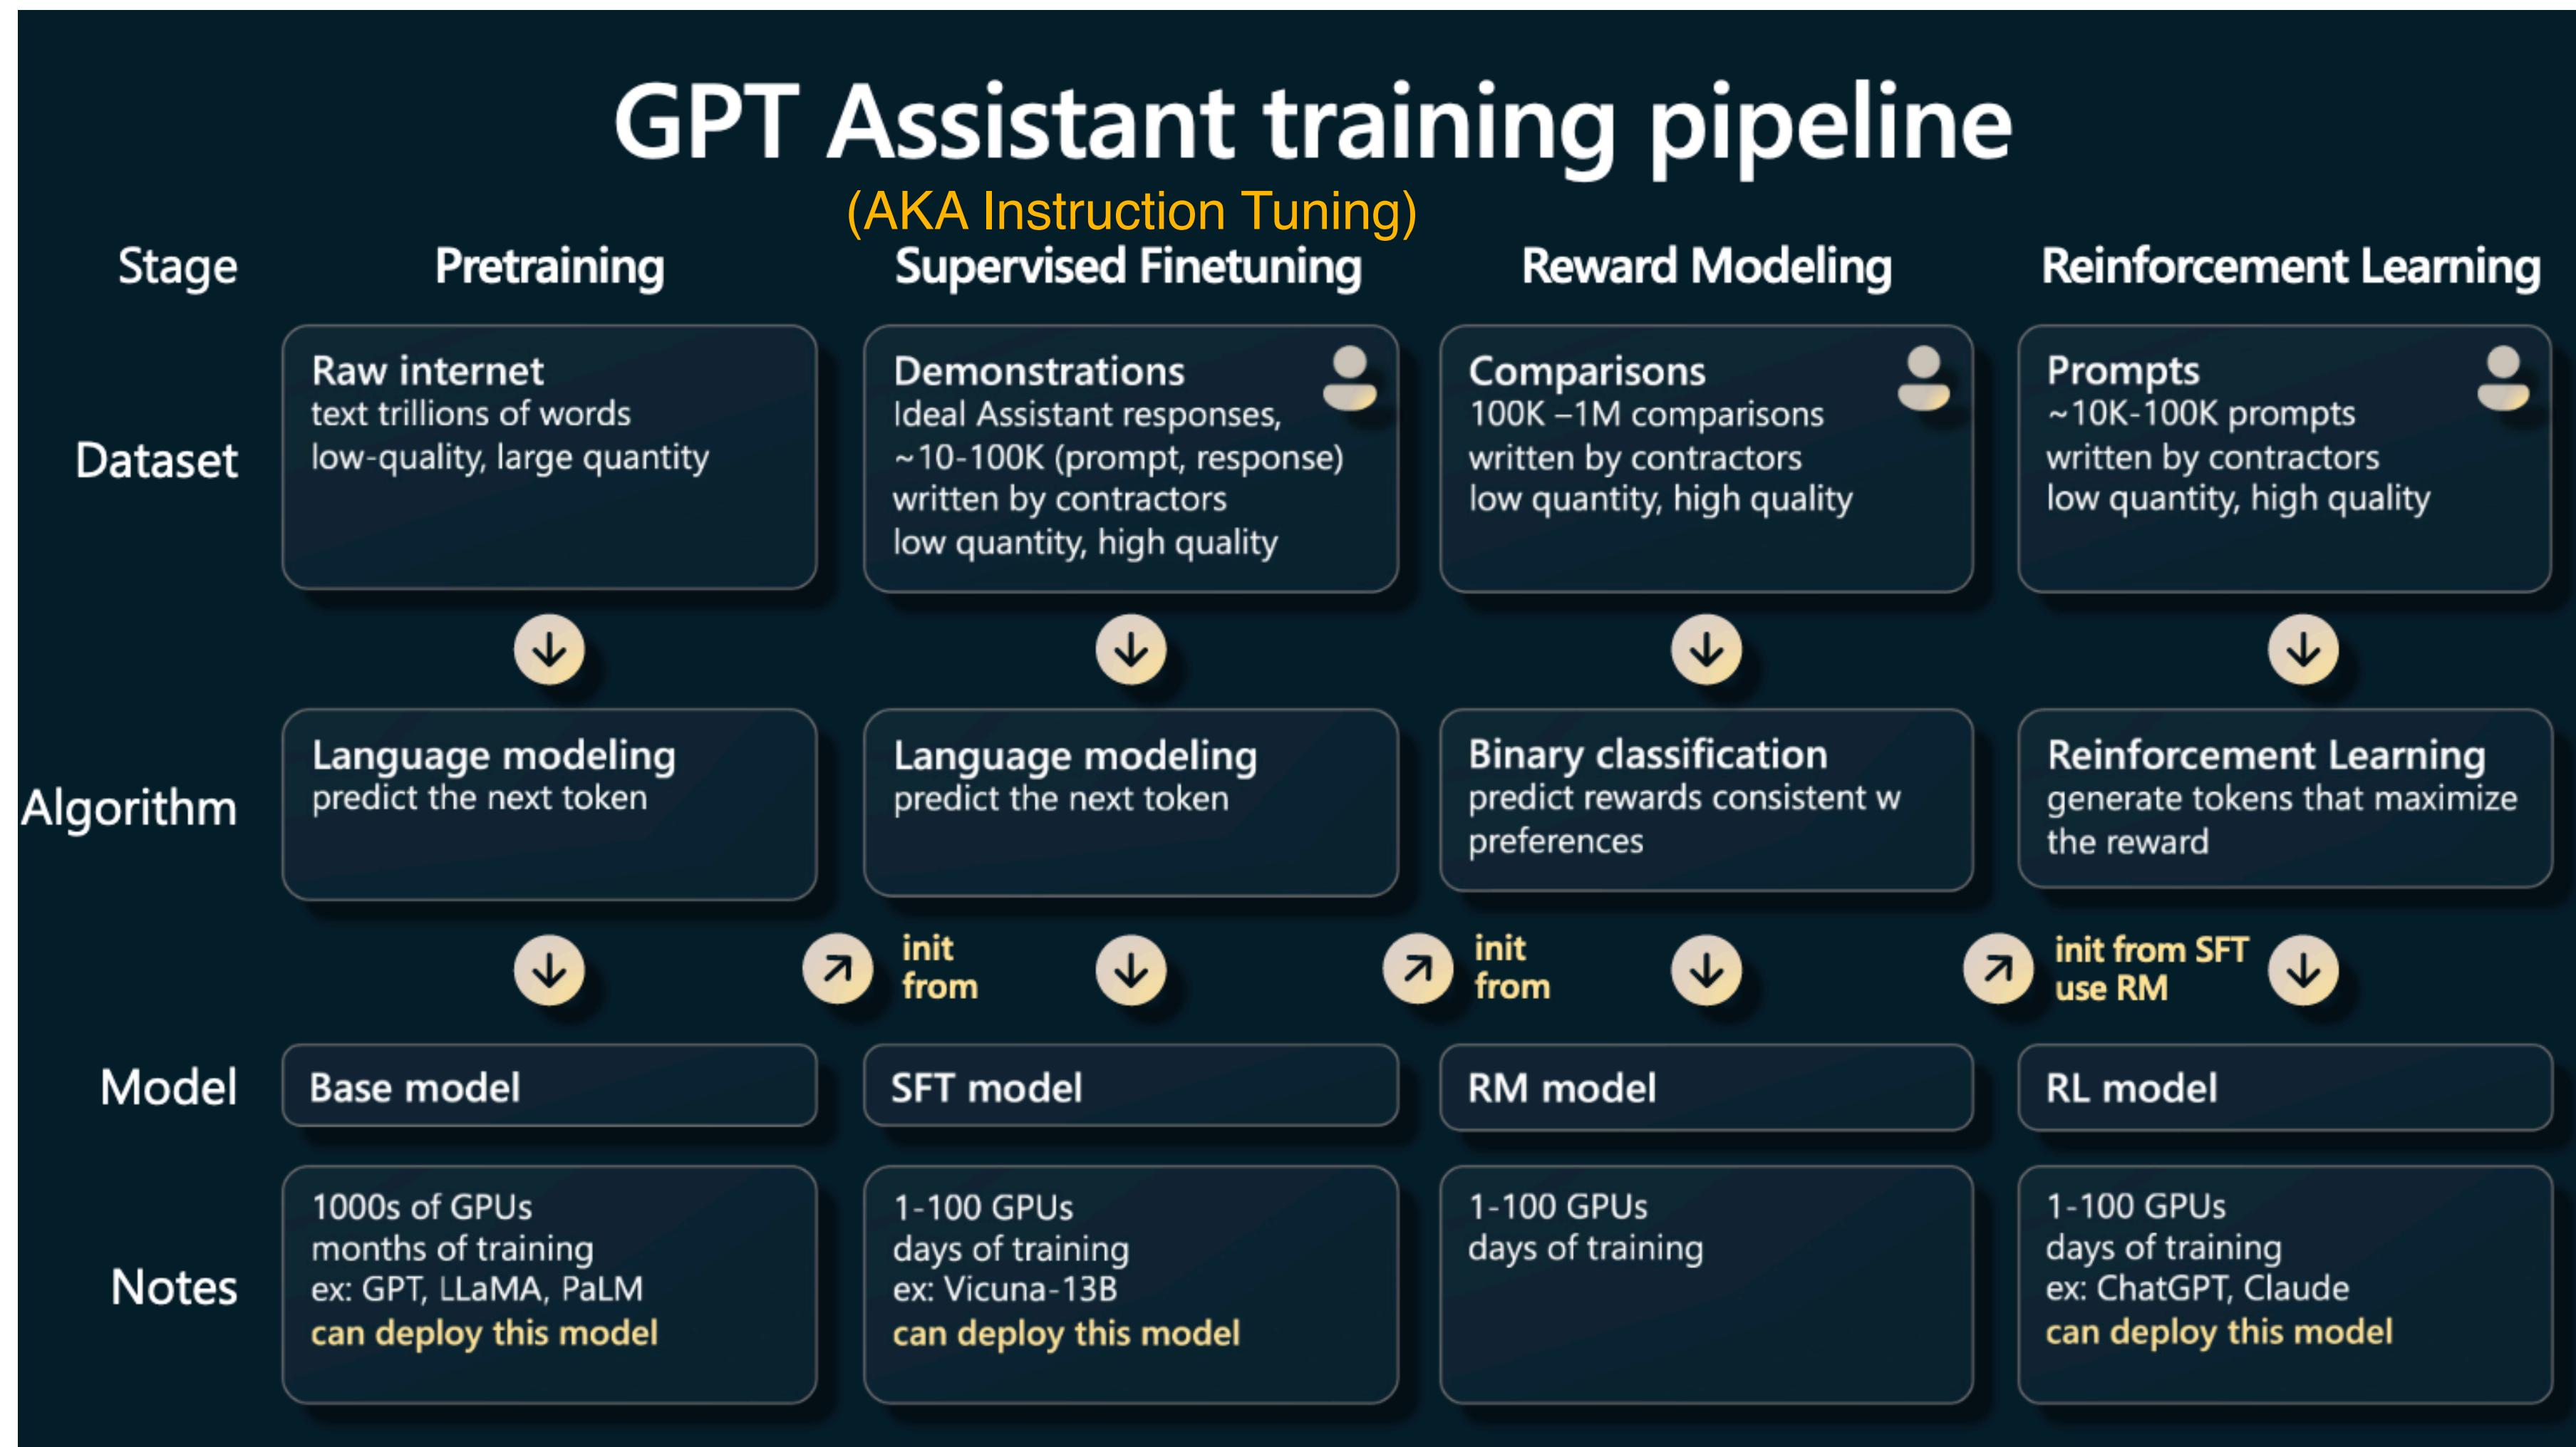 GPT Assistant training pipeline
(AKA Instruction Tuning)
Stage
Pretraining
Supervised Finetuning
Reward Modeling
Reinforcement Learning
Dataset
Raw internet
text trillions of words
low-quality, large quantity
Demonstrations
Ideal Assistant responses,
~10-100K (prompt, response)
written by contractors
low quantity, high quality
Comparisons
100K –1M comparisons
written by contractors
low quantity, high quality
Prompts
~10K-100K prompts
written by contractors
low quantity, high quality
Algorithm
Language modeling
predict the next token
Language modeling
predict the next token
Binary classification
predict rewards consistent w
preferences
Reinforcement Learning
generate tokens that maximize
the reward
init
from
init
from
init from SFT
use RM
Model
Base model
SFT model
RM model
RL model
Notes
1000s of GPUs
months of training
ex: GPT, LLaMA, PaLM
can deploy this model
1-100 GPUs
days of training
ex: Vicuna-13B
can deploy this model
1-100 GPUs
days of training
1-100 GPUs
days of training
ex: ChatGPT, Claude
can deploy this model